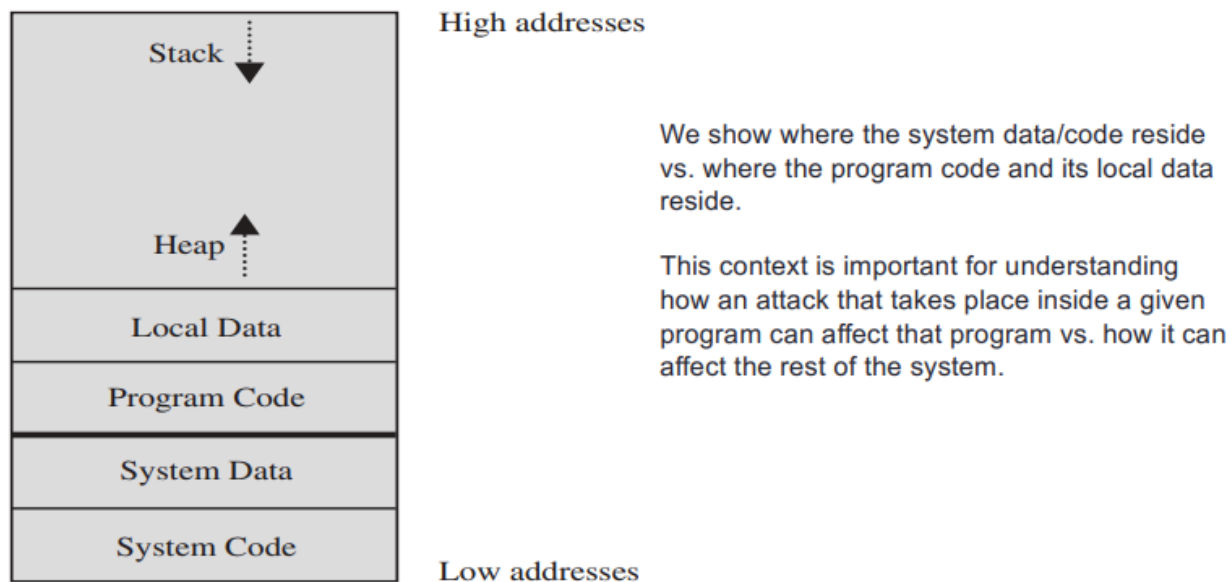 High addresses
Stack
We show where the system data/code reside
vs. where the program code and its local data
reside.
Heap
This context is important for understanding
how an attack that takes place inside a given
program can affect that program vs. how it can
affect the rest of the system.
Local Data
Program Code
System Data
System Code
Low addresses